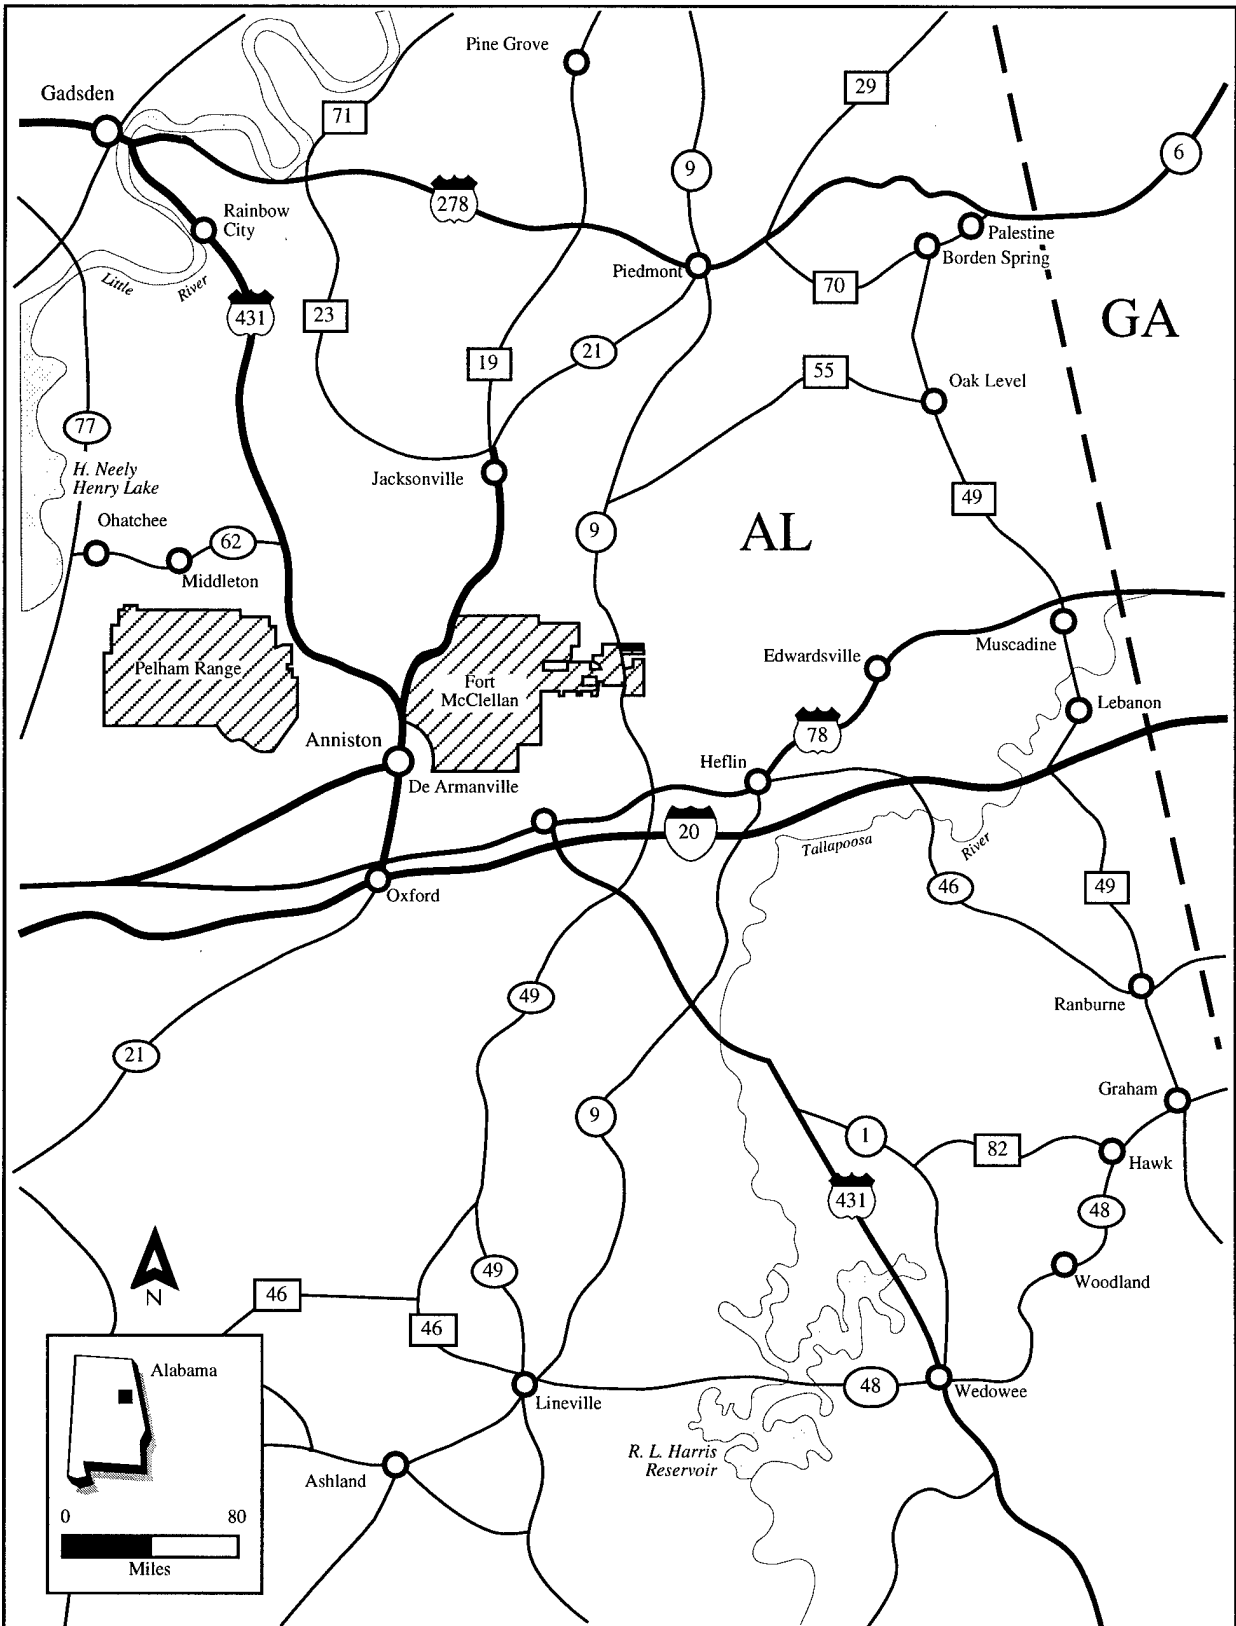 Pine Grove
Gadsden
29
71
9
6
278
Rainbow
City
Palestine
Borden Spring
Piedmont
Little
River
70
431
23
GA
19
21
55
Oak Level
77
H. Neely
Henry Lake
Jacksonville
49
Ohatchee
9
AL
62
Middleton
Muscadine
Edwardsville
Pelham Range
Fort
McClellan
Lebanon
Anniston
78
Heflin
De Armanville
20
Tallapoosa
River
Oxford
46
49
49
Ranburne
21
Graham
9
1
82
Hawk
431
48
N
49
Woodland
46
46
Alabama
48
Wedowee
Lineville
R. L. Harris
Reservoir
Ashland
0 80
Miles